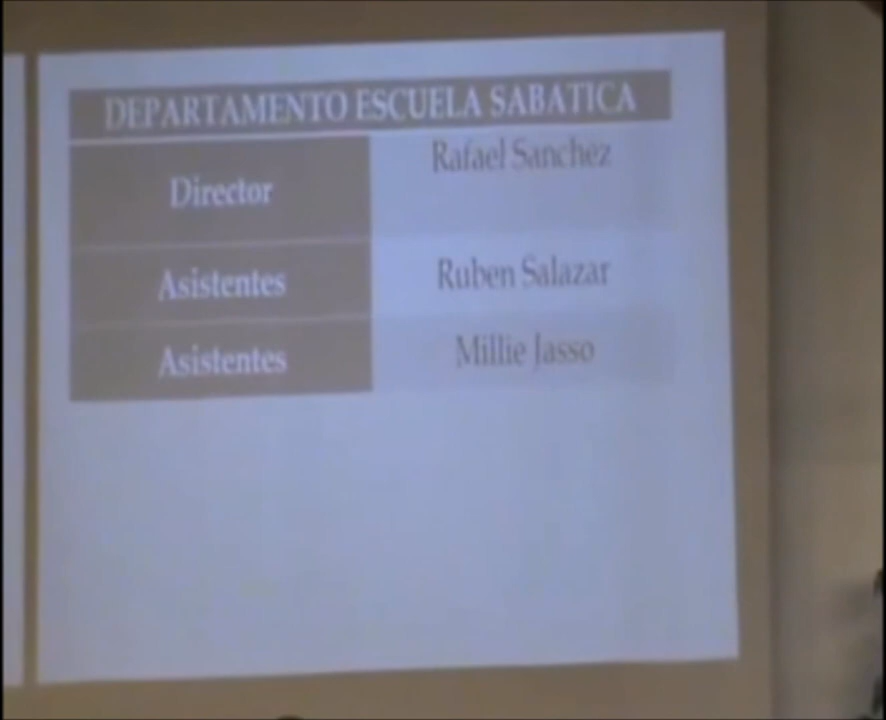 DEPARTAMENTO ESCUELA SABATICA
Director Rafael Sanchez
Asistentes Ruben Salazar
Asistentes Millie Jasso